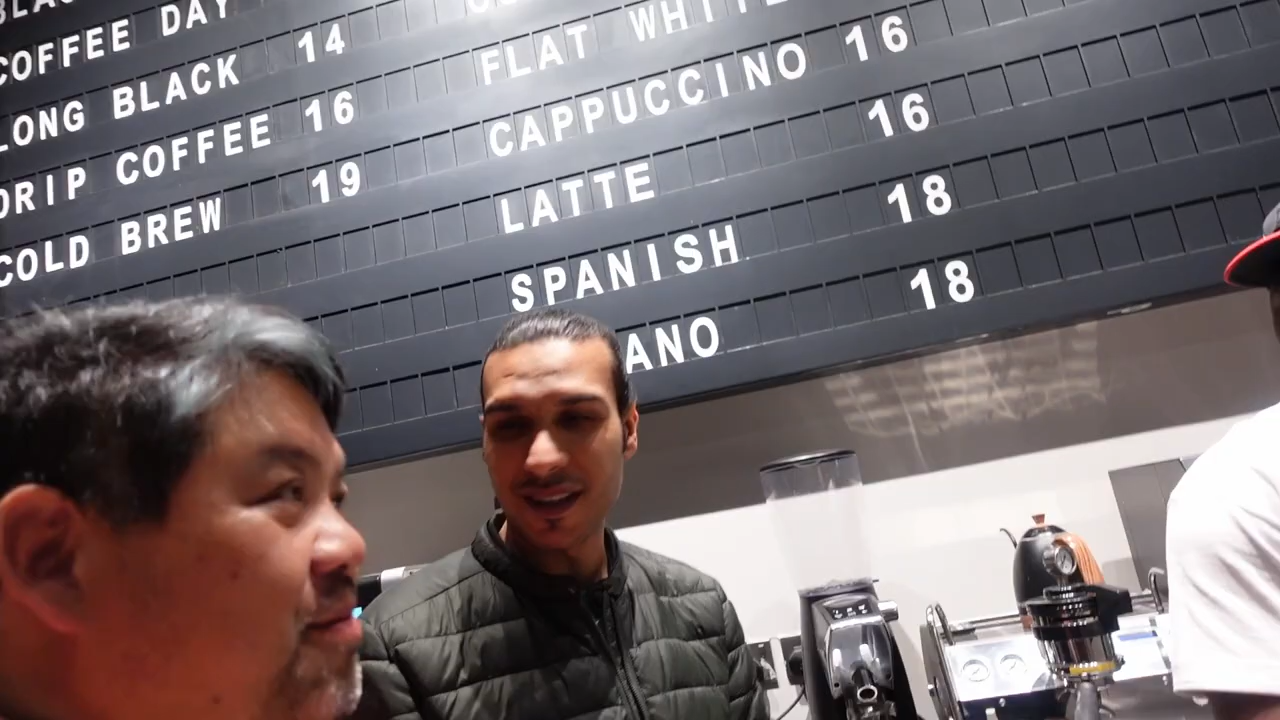 COFFEE DAY
LONG BLACK 14
DRIP COFFEE 16
COLD BREW 19
FLAT WHITE
CAPPUCCINO 16
LATTE 16
SPANISH 18
ANO 18